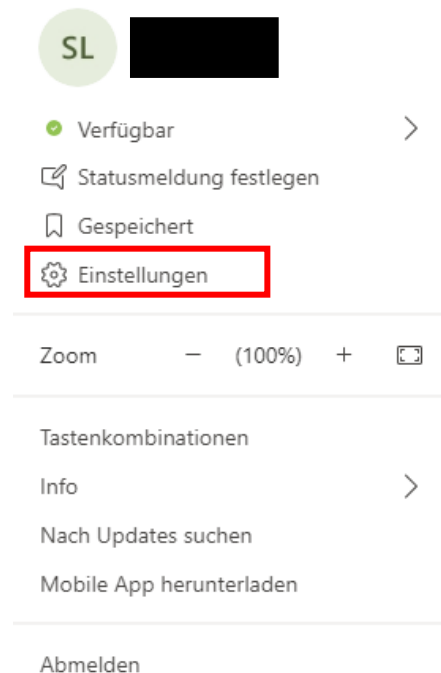 SL
Verfügbar
Statusmeldung festlegen
Gespeichert
Einstellungen
Zoom − (100%) +
Tastenkombinationen
Info
Nach Updates suchen
Mobile App herunterladen
Abmelden